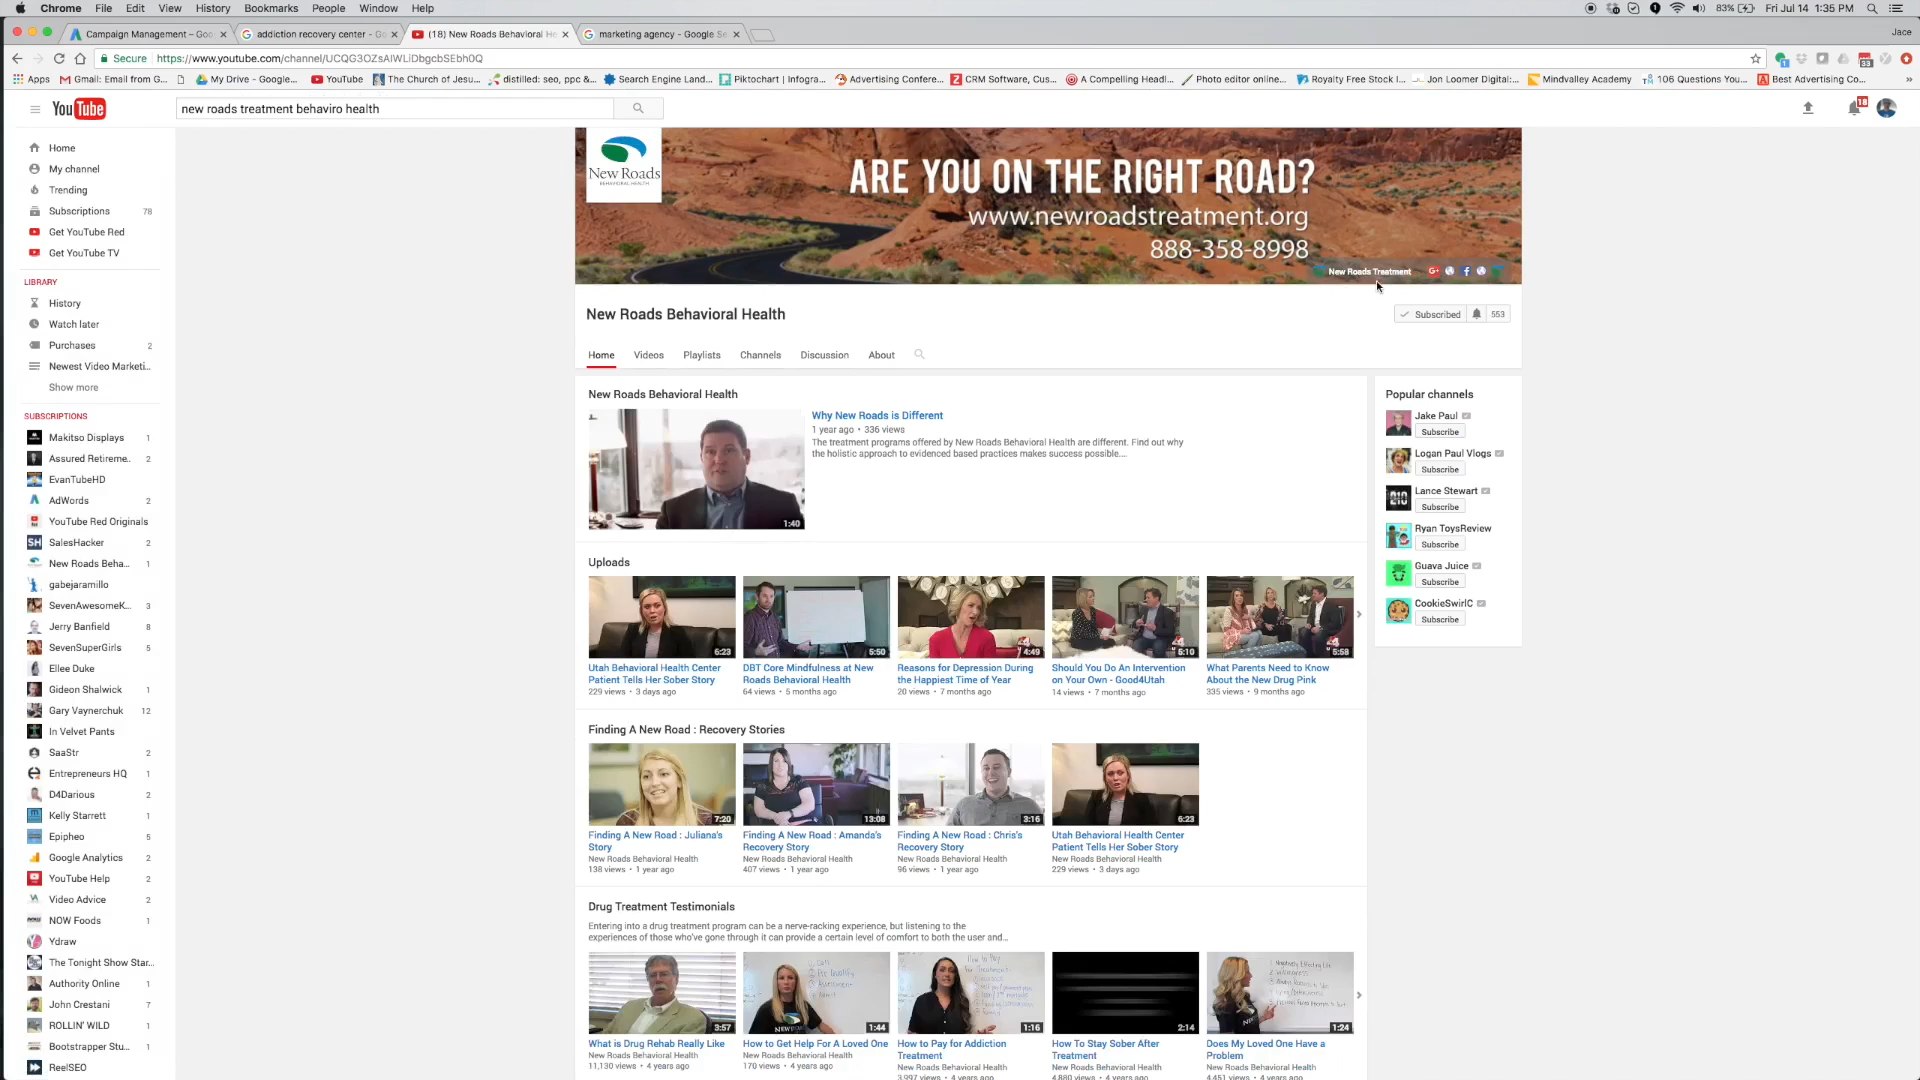 Chrome File Edit View History Bookmarks People Window Help 83% Fri Jul 14 1:35 PM
Campaign Management – Goo addiction recovery center - Go (18) New Roads Behavioral He marketing agency - Google Se Jace
Secure https://www.youtube.com/channel/UCQG3OZsAIWLiDbgcbSEbh0Q
Apps Gmail: Email from G... My Drive - Google... YouTube The Church of Jesu... distilled: seo, ppc &... Search Engine Land... Piktochart | Infogra... Advertising Confere... CRM Software, Cus... A Compelling Headl... Photo editor online... Royalty Free Stock I... Jon Loomer Digital:... Mindvalley Academy 106 Questions You... Best Advertising Co... »
YouTube new roads treatment behaviro health 18
Home
My channel
Trending
Subscriptions 78
Get YouTube Red
Get YouTube TV
LIBRARY
History
Watch later
Purchases 2
Newest Video Marketi...
Show more
SUBSCRIPTIONS
Makitso Displays 1
Assured Retireme.. 2
EvanTubeHD
AdWords 2
YouTube Red Originals
SalesHacker 2
New Roads Beha... 1
gabejaramillo
SevenAwesomeK... 3
Jerry Banfield 8
SevenSuperGirls 5
Ellee Duke
Gideon Shalwick 1
Gary Vaynerchuk 12
In Velvet Pants
SaaStr 2
Entrepreneurs HQ 1
D4Darious 2
Kelly Starrett 1
Epipheo 5
Google Analytics 2
YouTube Help 2
Video Advice 2
NOW Foods 1
Ydraw
The Tonight Show Star...
Authority Online 1
John Crestani 7
ROLLIN' WILD 1
Bootstrapper Stu... 1
ReelSEO
New Roads
BEHAVIORAL HEALTH
ARE YOU ON THE RIGHT ROAD?
www.newroadstreatment.org
888-358-8998
New Roads Treatment
New Roads Behavioral Health Subscribed 553
Home Videos Playlists Channels Discussion About
New Roads Behavioral Health
1:40
Why New Roads is Different
1 year ago • 336 views
The treatment programs offered by New Roads Behavioral Health are different. Find out why
the holistic approach to evidenced based practices makes success possible....
Uploads
6:23 5:50 4:49 5:10 5:58
Utah Behavioral Health Center
Patient Tells Her Sober Story
229 views • 3 days ago
DBT Core Mindfulness at New
Roads Behavioral Health
64 views • 5 months ago
Reasons for Depression During
the Happiest Time of Year
20 views • 7 months ago
Should You Do An Intervention
on Your Own - Good4Utah
14 views • 7 months ago
What Parents Need to Know
About the New Drug Pink
335 views • 9 months ago
Finding A New Road : Recovery Stories
7:20 13:08 3:16 6:23
Finding A New Road : Juliana's
Story
New Roads Behavioral Health
138 views • 1 year ago
Finding A New Road : Amanda's
Recovery Story
New Roads Behavioral Health
407 views • 1 year ago
Finding A New Road : Chris's
Recovery Story
New Roads Behavioral Health
96 views • 1 year ago
Utah Behavioral Health Center
Patient Tells Her Sober Story
New Roads Behavioral Health
229 views • 3 days ago
Drug Treatment Testimonials
Entering into a drug treatment program can be a nerve-racking experience, but listening to the
experiences of those who've gone through it can provide a certain level of comfort to both the user and...
3:57 1:44 1:16 2:14 1:24
What is Drug Rehab Really Like
New Roads Behavioral Health
11,130 views • 4 years ago
How to Get Help For A Loved One
New Roads Behavioral Health
170 views • 4 years ago
How to Pay for Addiction
Treatment
New Roads Behavioral Health
3,997 views • 4 years ago
How To Stay Sober After
Treatment
New Roads Behavioral Health
4,880 views • 4 years ago
Does My Loved One Have a
Problem
New Roads Behavioral Health
4,451 views • 4 years ago
Popular channels
Jake Paul
Subscribe
Logan Paul Vlogs
Subscribe
Lance Stewart
Subscribe
Ryan ToysReview
Subscribe
Guava Juice
Subscribe
CookieSwirlC
Subscribe